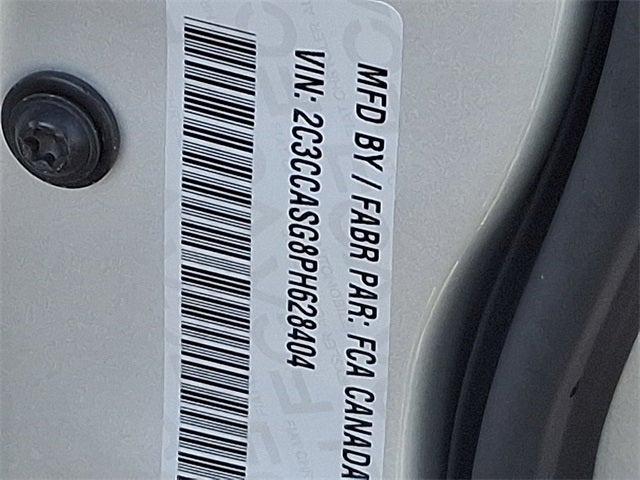 MFD BY / FABR PAR: FCA CANADA
VIN: 2C3CCASG8PH628404